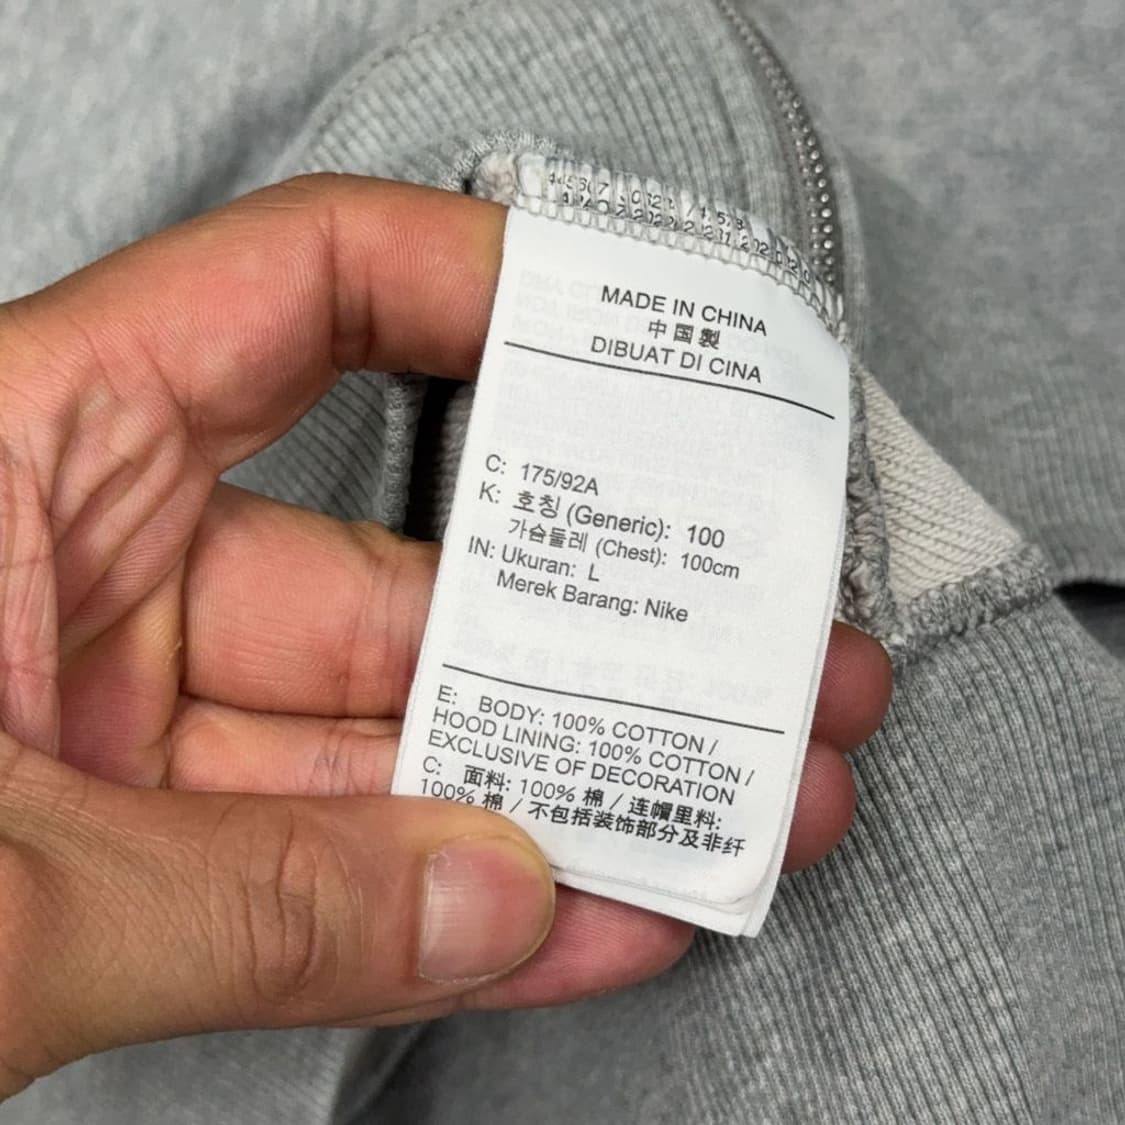 MADE IN CHINA
中国製
DIBUAT DI CINA
C: 175/92A
K: 호칭 (Generic): 100
가슴둘레 (Chest): 100cm
IN: Ukuran: L
Merek Barang: Nike
E: BODY: 100% COTTON /
HOOD LINING: 100% COTTON /
EXCLUSIVE OF DECORATION
C: 面料: 100% 棉 / 连帽里料:
100% 棉 / 不包括装饰部分及非纤